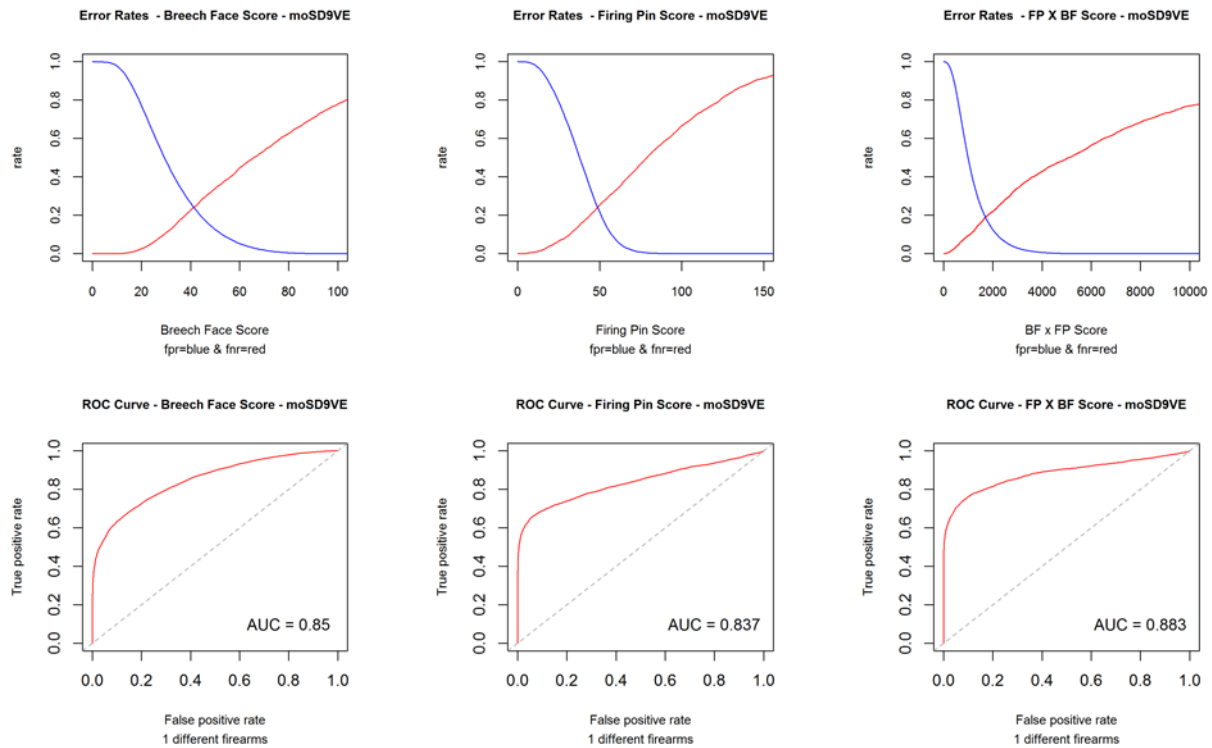 Error Rates - Breech Face Score - moSD9VE
rate
0.0 0.2 0.4 0.6 0.8 1.0
0 20 40 60 80 100
Breech Face Score
fpr=blue & fnr=red
Error Rates - Firing Pin Score - moSD9VE
rate
0.0 0.2 0.4 0.6 0.8 1.0
0 50 100 150
Firing Pin Score
fpr=blue & fnr=red
Error Rates - FP X BF Score - moSD9VE
rate
0.0 0.2 0.4 0.6 0.8 1.0
0 2000 4000 6000 8000 10000
BF x FP Score
fpr=blue & fnr=red
ROC Curve - Breech Face Score - moSD9VE
True positive rate
0.0 0.2 0.4 0.6 0.8 1.0
AUC = 0.85
0.0 0.2 0.4 0.6 0.8 1.0
False positive rate
1 different firearms
ROC Curve - Firing Pin Score - moSD9VE
True positive rate
0.0 0.2 0.4 0.6 0.8 1.0
AUC = 0.837
0.0 0.2 0.4 0.6 0.8 1.0
False positive rate
1 different firearms
ROC Curve - FP X BF Score - moSD9VE
True positive rate
0.0 0.2 0.4 0.6 0.8 1.0
AUC = 0.883
0.0 0.2 0.4 0.6 0.8 1.0
False positive rate
1 different firearms